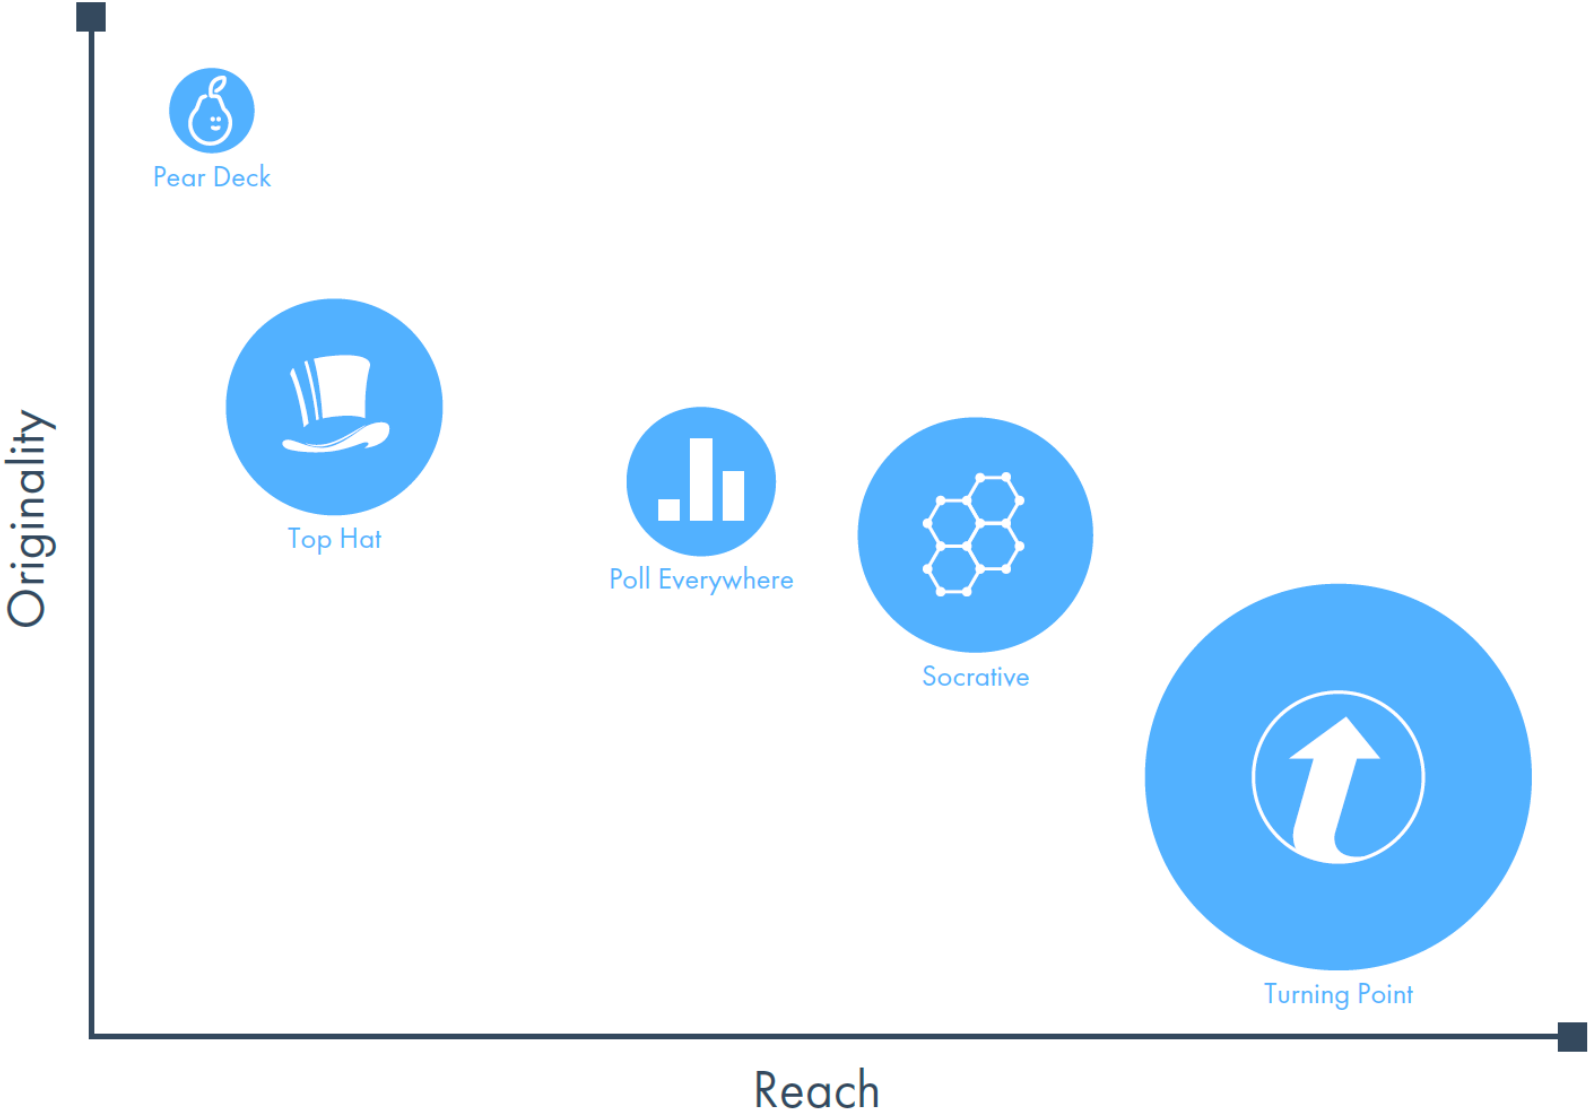 Originality
Pear Deck
Top Hat
Poll Everywhere
Socrative
Turning Point
Reach